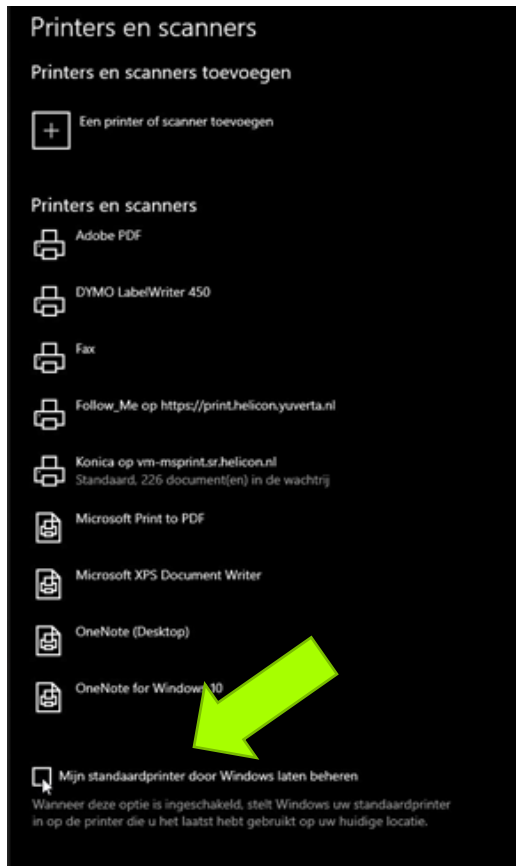 Printers en scanners
Printers en scanners toevoegen
Een printer of scanner toevoegen
Printers en scanners
Adobe PDF
DYMO LabelWriter 450
Fax
Follow_Me op https://print.helicon.yuverta.nl
Konica op vm-msprint.sr.helicon.nl
Standaard, 226 document(en) in de wachtrij
Microsoft Print to PDF
Microsoft XPS Document Writer
OneNote (Desktop)
OneNote for Windows 10
Mijn standaardprinter door Windows laten beheren
Wanneer deze optie is ingeschakeld, stelt Windows uw standaardprinter
in op de printer die u het laatst hebt gebruikt op uw huidige locatie.